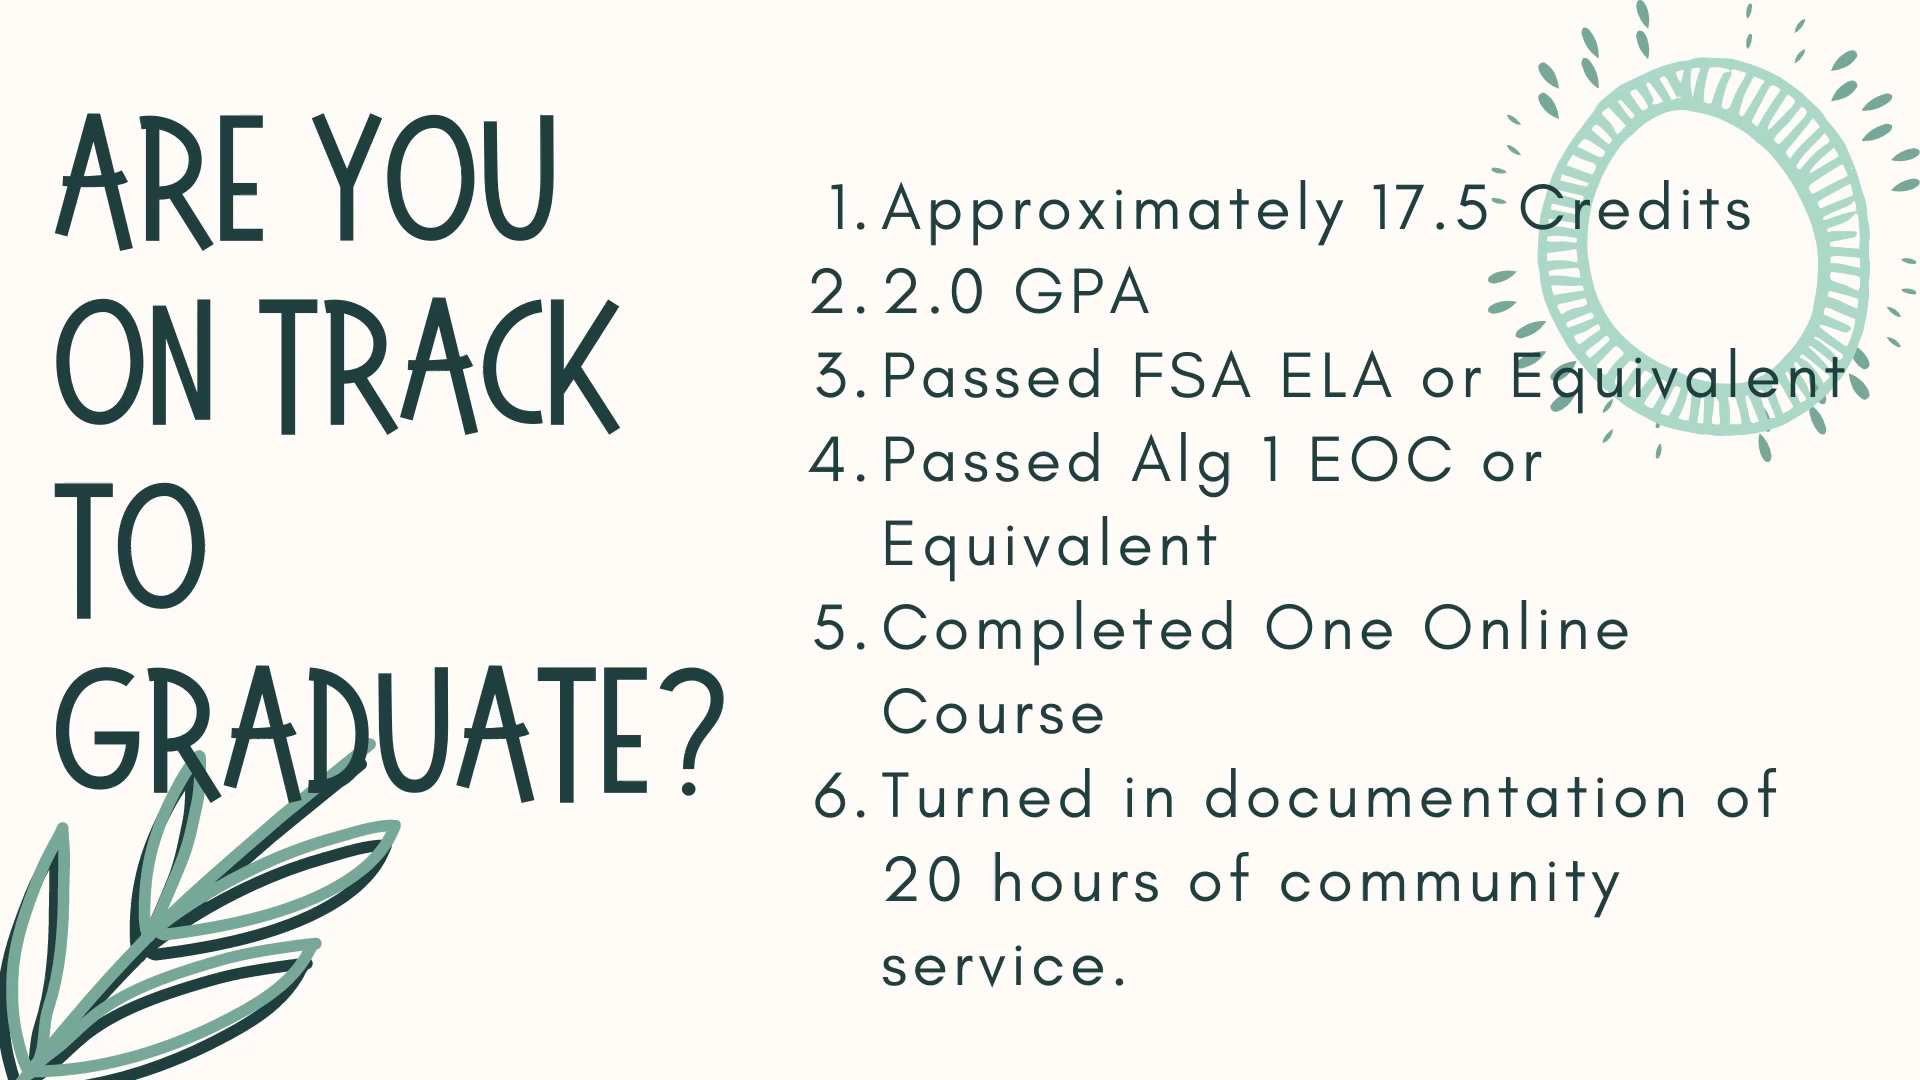 ARE YOU
ON TRACK
TO
GRADUATE?
1. Approximately 17.5 Credits
2. 2.0 GPA
3. Passed FSA ELA or Equivalent
4. Passed Alg 1 EOC or
Equivalent
5. Completed One Online
Course
6. Turned in documentation of
20 hours of community
service.